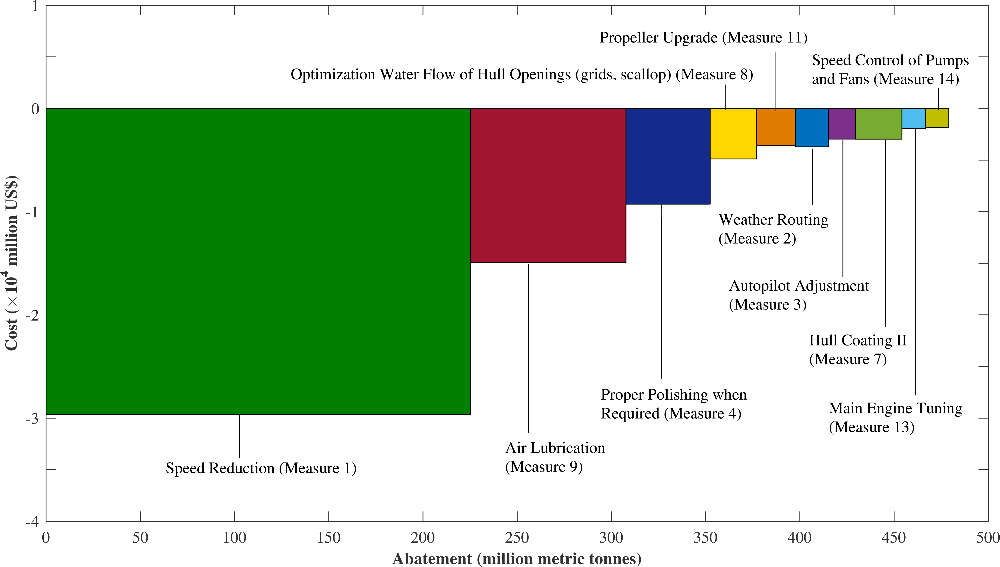 1
0
-1
-2
-3
-4
Cost (×10⁴ million US$)
Propeller Upgrade (Measure 11)
Speed Control of Pumps
and Fans (Measure 14)
Optimization Water Flow of Hull Openings (grids, scallop) (Measure 8)
Weather Routing
(Measure 2)
Autopilot Adjustment
(Measure 3)
Hull Coating II
(Measure 7)
Proper Polishing when
Required (Measure 4)
Main Engine Tuning
(Measure 13)
Air Lubrication
(Measure 9)
Speed Reduction (Measure 1)
0 50 100 150 200 250 300 350 400 450 500
Abatement (million metric tonnes)